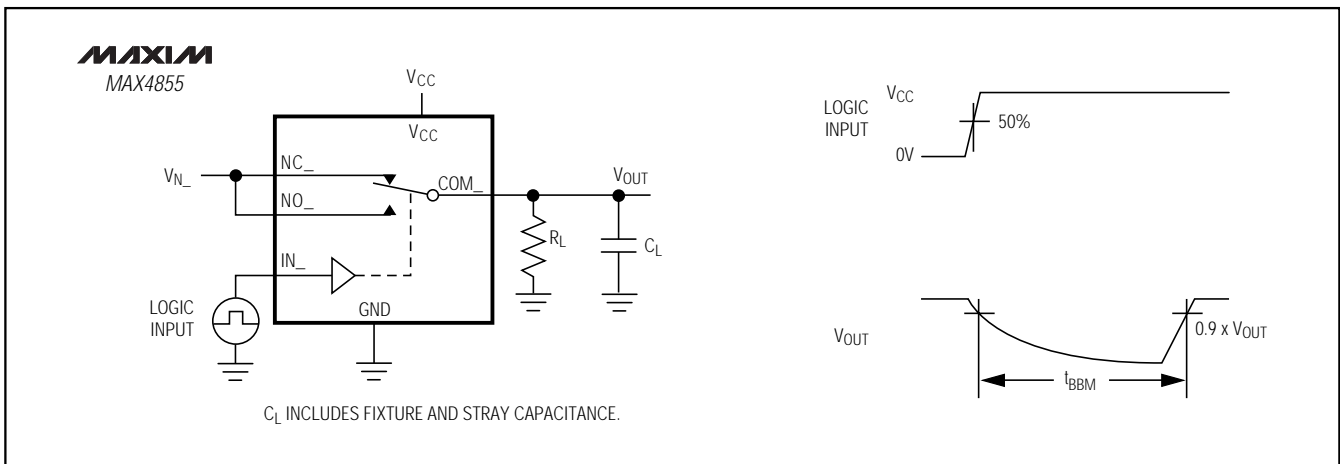 MAXIM
MAX4855
VCC
VCC
VN_
NC_
COM_
VOUT
NO_
RL
CL
IN_
GND
LOGIC
INPUT
CL INCLUDES FIXTURE AND STRAY CAPACITANCE.
LOGIC
INPUT
VCC
50%
0V
VOUT
0.9 x VOUT
tBBM